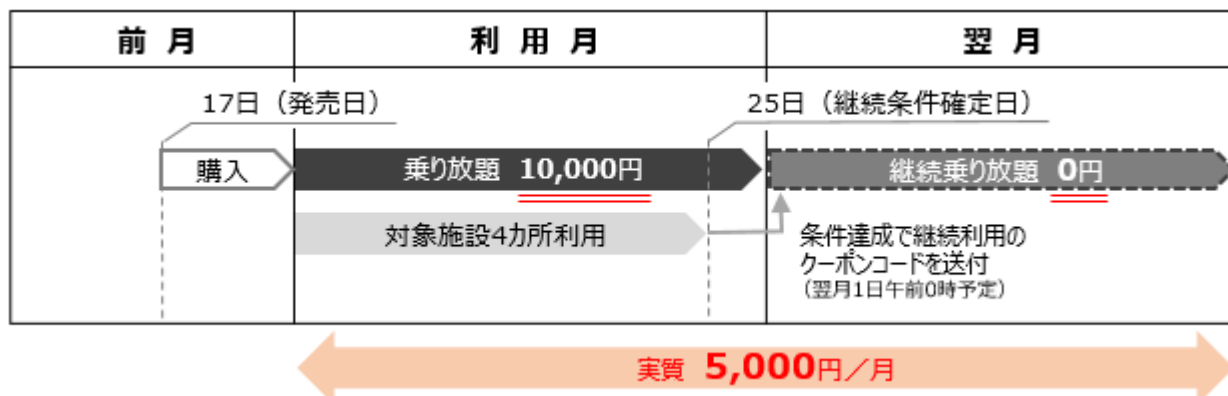 前 月
利 用 月
翌 月
17日（発売日）
25日（継続条件確定日）
購入
乗り放題 10,000円
継続乗り放題 0円
対象施設4カ所利用
条件達成で継続利用の
クーポンコードを送付
（翌月1日午前0時予定）
実質 5,000円／月